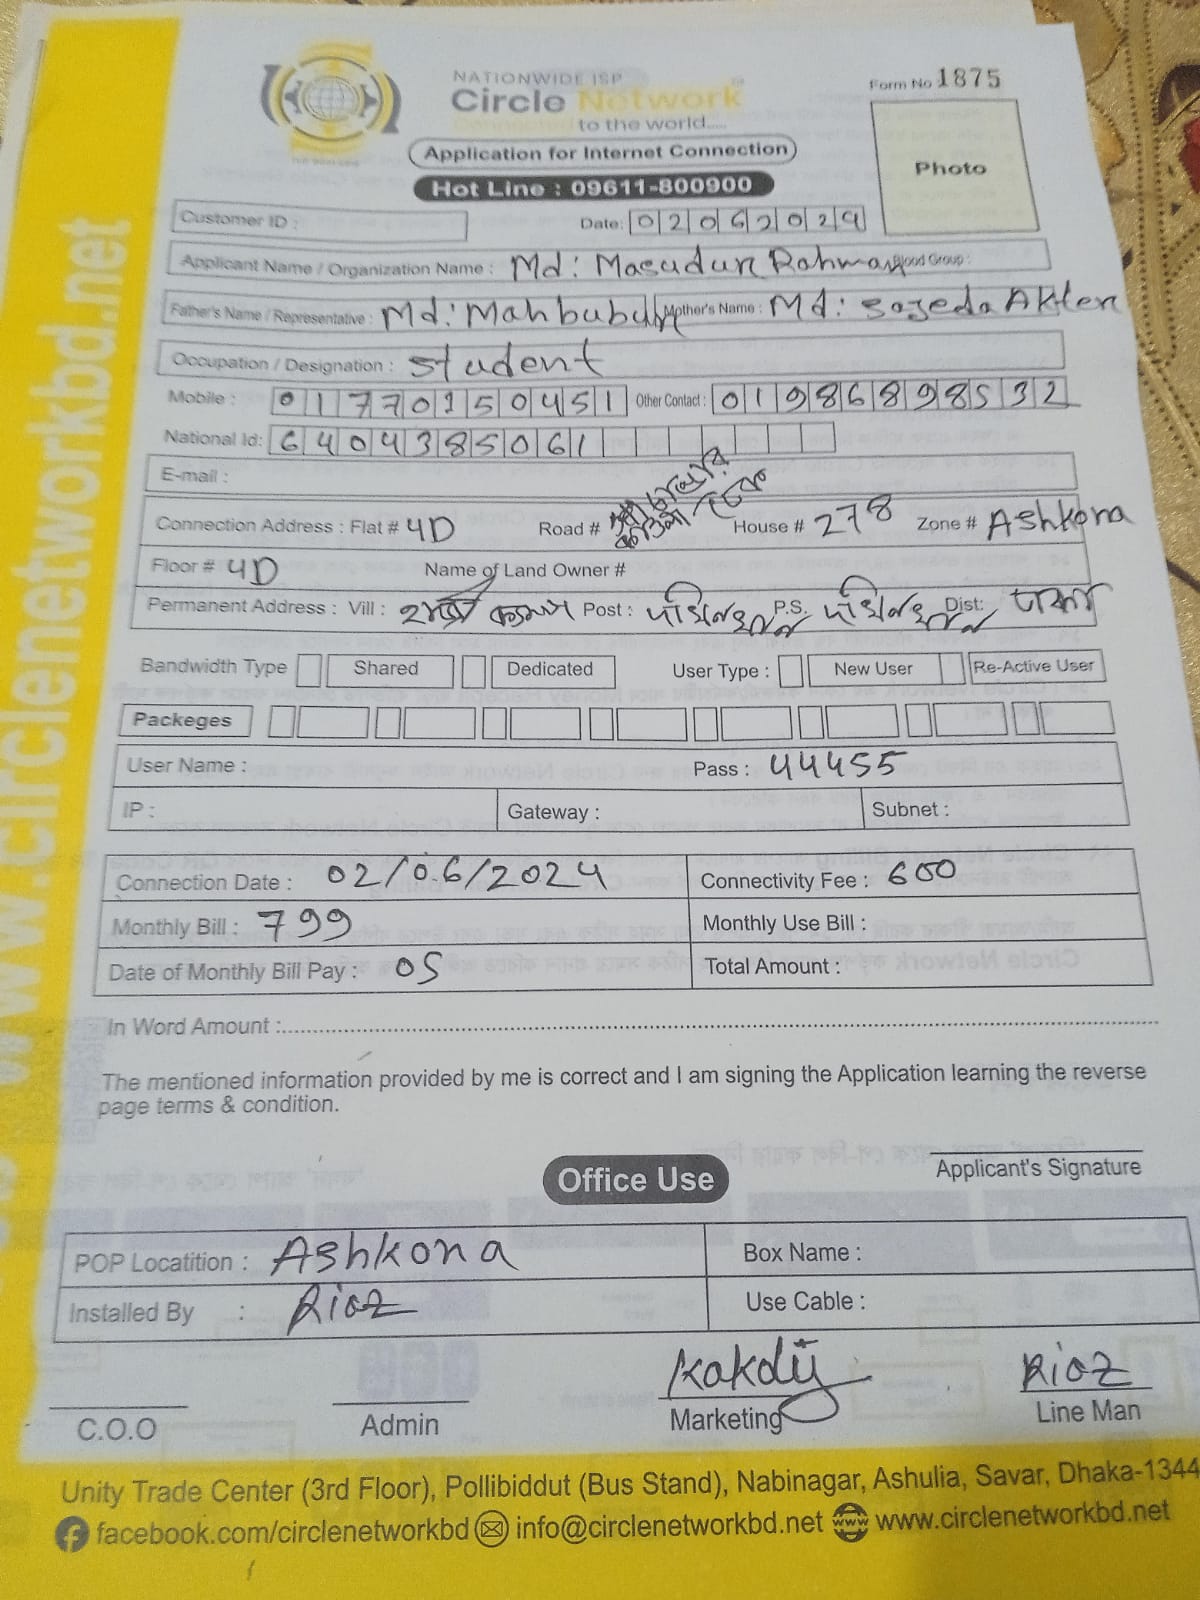 NATIONWIDE ISP
Circle Network
to the world.....
Form No 1875
Application for Internet Connection
Photo
Hot Line : 09611-800900
Customer ID :
Date: 02062024
Applicant Name / Organization Name : Md: Masudur Rahman Blood Group :
Father's Name / Representative : Md: Mahbubur Mother's Name : Md: Sajeda Akter
Occupation / Designation : Student
Mobile : 01770150451 Other Contact : 01986898532
National Id: 6404385061
E-mail :
Connection Address : Flat # 4D Road # House # 278 Zone # Ashkona
Floor # 4D Name of Land Owner #
Permanent Address : Vill : Post : P.S. Dist: ঢাকা
Bandwidth Type Shared Dedicated User Type : New User Re-Active User
Packeges
User Name : Pass : 44455
IP : Gateway : Subnet :
Connection Date : 02/06/2024 Connectivity Fee : 600
Monthly Bill : 799 Monthly Use Bill :
Date of Monthly Bill Pay : 05 Total Amount :
In Word Amount :
The mentioned information provided by me is correct and I am signing the Application learning the reverse
page terms & condition.
Applicant's Signature
Office Use
POP Locatition : Ashkona Box Name :
Installed By : Riaz Use Cable :
Riaz
C.O.O Admin Marketing Line Man
Unity Trade Center (3rd Floor), Pollibiddut (Bus Stand), Nabinagar, Ashulia, Savar, Dhaka-1344
facebook.com/circlenetworkbd info@circlenetworkbd.net www www.circlenetworkbd.net
www.circlenetworkbd.net